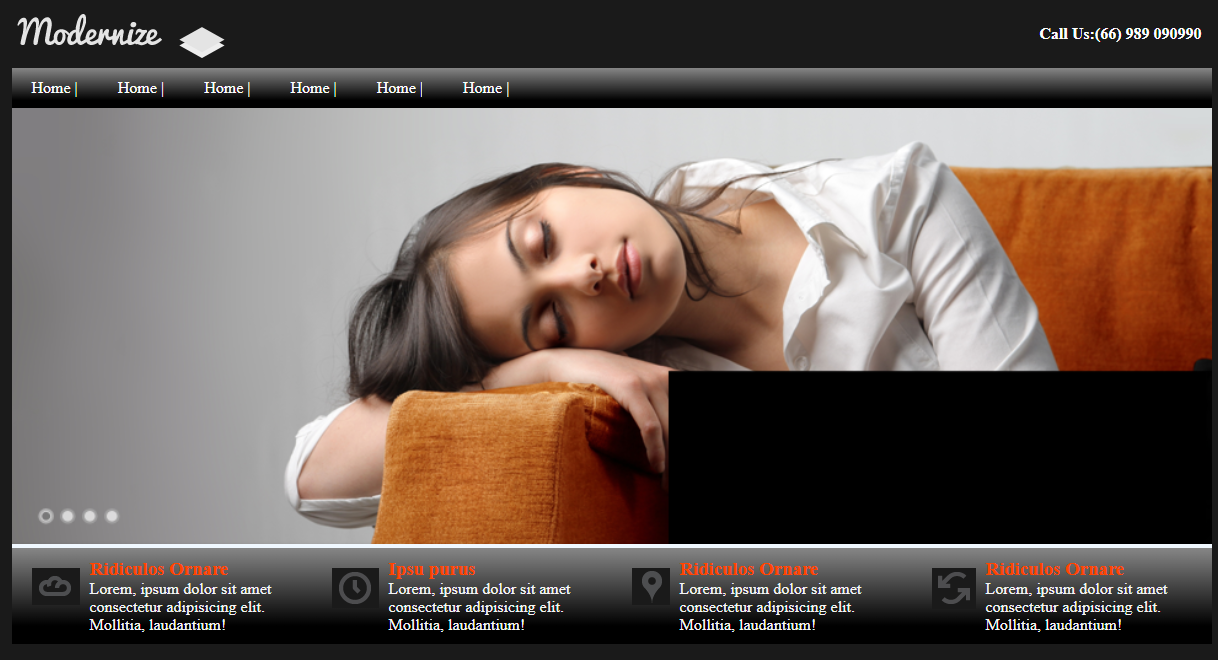 Modernize
Call Us:(66) 989 090990
Home | Home | Home | Home | Home | Home |
Ridiculos Ornare
Lorem, ipsum dolor sit amet
consectetur adipisicing elit.
Mollitia, laudantium!
Ipsu purus
Lorem, ipsum dolor sit amet
consectetur adipisicing elit.
Mollitia, laudantium!
Ridiculos Ornare
Lorem, ipsum dolor sit amet
consectetur adipisicing elit.
Mollitia, laudantium!
Ridiculos Ornare
Lorem, ipsum dolor sit amet
consectetur adipisicing elit.
Mollitia, laudantium!